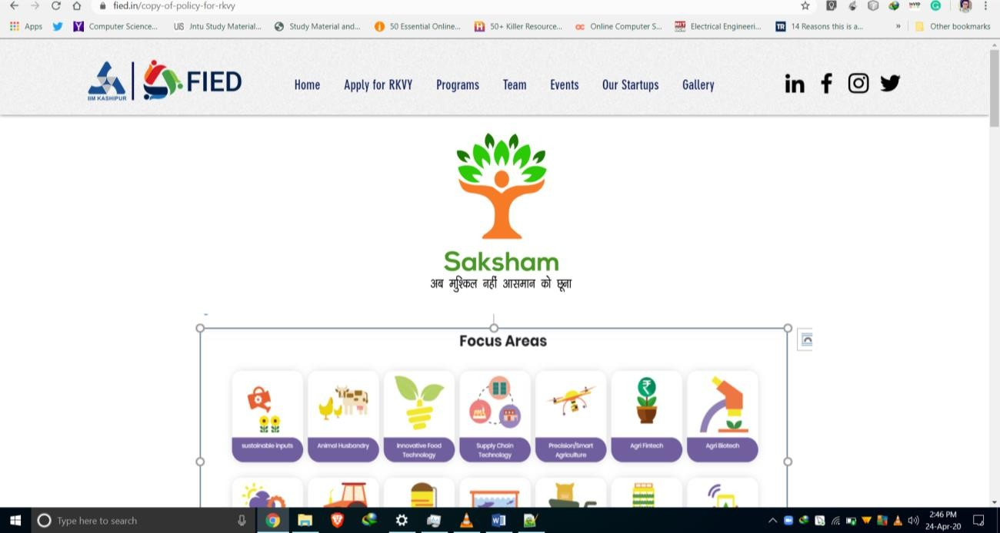 fied.in/copy-of-policy-for-rkvy
Apps
Computer Science...
Jntu Study Material...
Study Material and...
50 Essential Online...
50+ Killer Resource...
Online Computer S...
Electrical Engineeri...
14 Reasons this is a...
»
Other bookmarks
IIM KASHIPUR
FIED
Home
Apply for RKVY
Programs
Team
Events
Our Startups
Gallery
Saksham
अब मुश्किल नहीं आसमान को छूना
Focus Areas
sustainable inputs
Animal Husbandry
Innovative Food
Technology
Supply Chain
Technology
Precision/Smart
Agriculture
Agri Fintech
Agri Biotech
Type here to search
2:46 PM
24-Apr-20